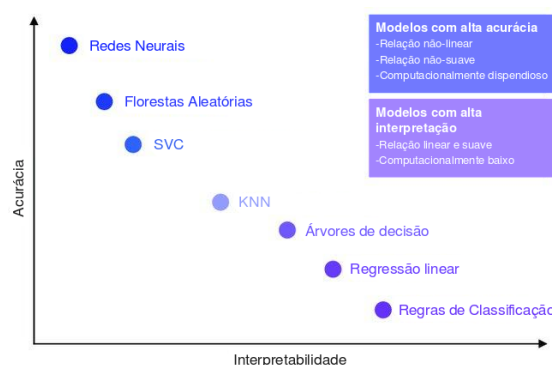 Modelos com alta acurácia
-Relação não-linear
-Relação não-suave
-Computacionalmente dispendioso
Modelos com alta
interpretação
-Relação linear e suave
-Computacionalmente baixo
Redes Neurais
Florestas Aleatórias
SVC
KNN
Árvores de decisão
Regressão linear
Regras de Classificação
Acurácia
Interpretabilidade